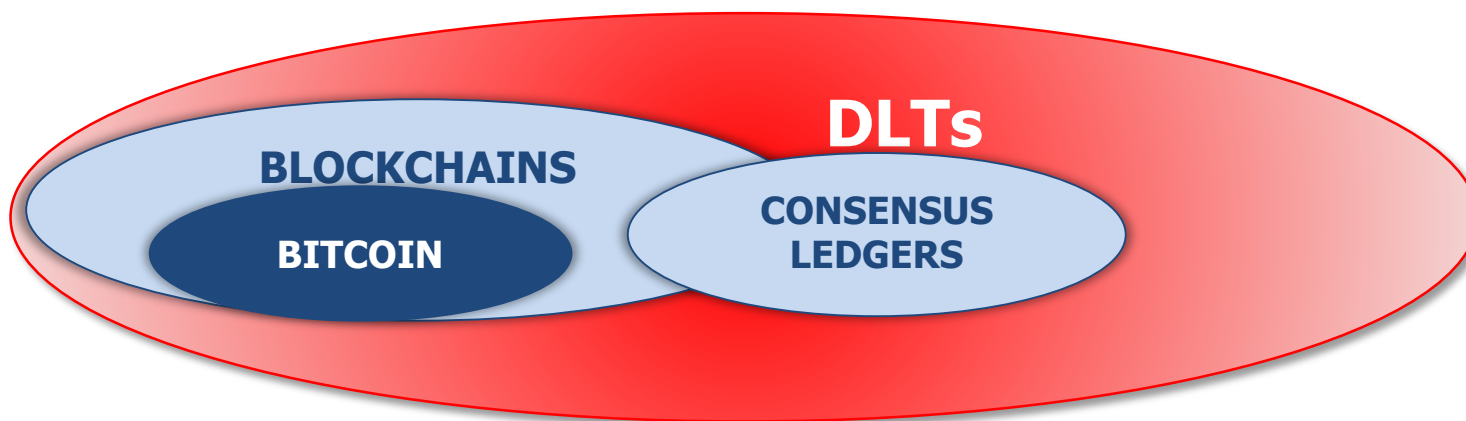 DLTs
BLOCKCHAINS
CONSENSUS
LEDGERS
BITCOIN